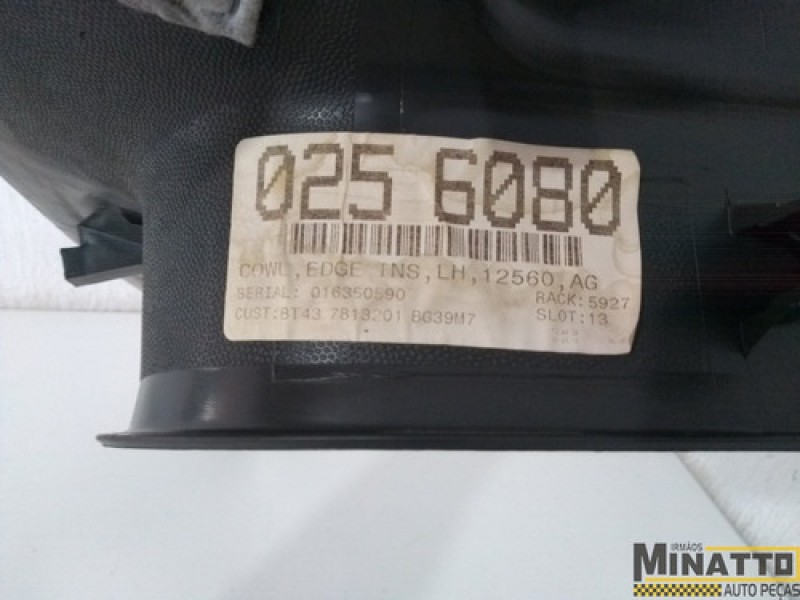 025 6080
COWL,EDGE INS,LH,12560,AG
SERIAL: 016350590 RACK:5927
CUST:BT43 7813201 BG39M7 SLOT:13
IRMÃOS
MINATTO
AUTO PEÇAS